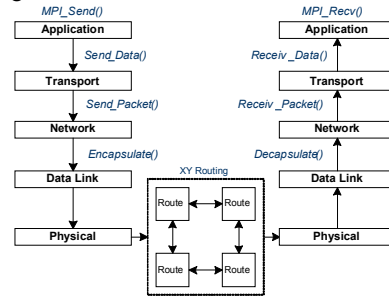 MPI_Send()
Application
Send_Data()
Transport
Send_Packet()
Network
Encapsulate()
Data Link
Physical
XY Routing
Route
Route
Route
Route
MPI_Recv()
Application
Receiv_Data()
Transport
Receiv_Packet()
Network
Decapsulate()
Data Link
Physical